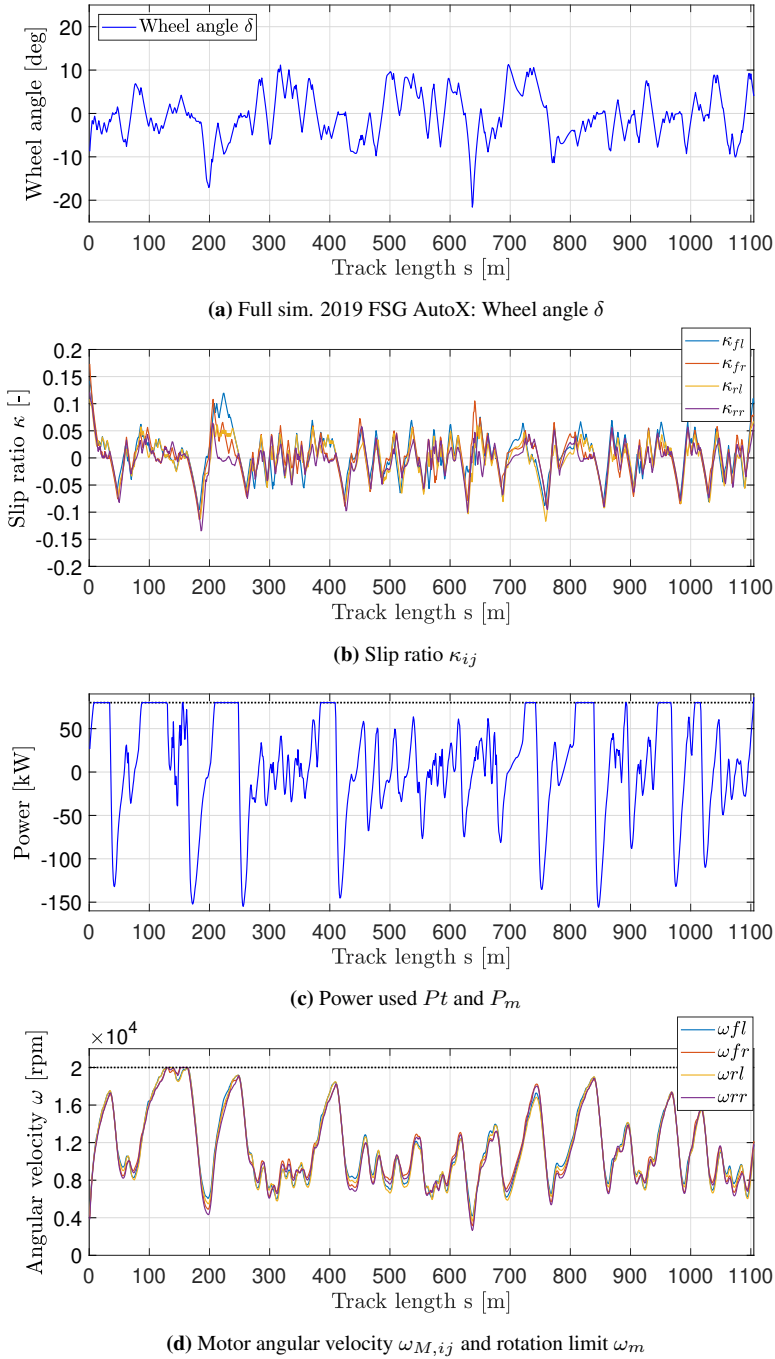 Wheel angle δ
Wheel angle [deg]
20
10
0
-10
-20
0 100 200 300 400 500 600 700 800 900 1000 1100
Track length s [m]
(a) Full sim. 2019 FSG AutoX: Wheel angle δ
κfl
κfr
κrl
κrr
Slip ratio κ [-]
0.2
0.15
0.1
0.05
0
-0.05
-0.1
-0.15
-0.2
0 100 200 300 400 500 600 700 800 900 1000 1100
Track length s [m]
(b) Slip ratio κij
Power [kW]
50
0
-50
-100
-150
0 100 200 300 400 500 600 700 800 900 1000 1100
Track length s [m]
(c) Power used Pt and Pm
×10⁴
ωfl
ωfr
ωrl
ωrr
Angular velocity ω [rpm]
2
1.6
1.2
0.8
0.4
0
0 100 200 300 400 500 600 700 800 900 1000 1100
Track length s [m]
(d) Motor angular velocity ωM,ij and rotation limit ωm